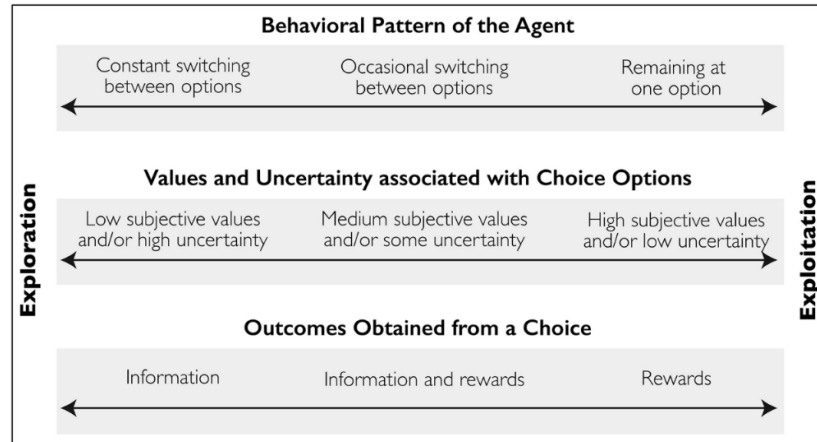 Behavioral Pattern of the Agent
Constant switching
between options
Occasional switching
between options
Remaining at
one option
Exploration
Values and Uncertainty associated with Choice Options
Low subjective values
and/or high uncertainty
Medium subjective values
and/or some uncertainty
High subjective values
and/or low uncertainty
Exploitation
Outcomes Obtained from a Choice
Information
Information and rewards
Rewards